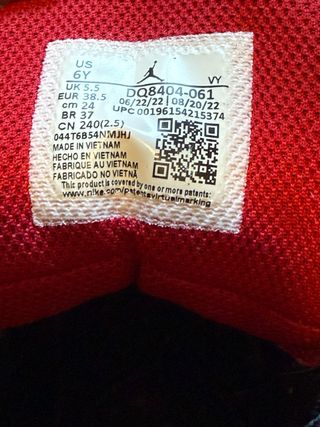 US
6Y
VY
UK 5.5
EUR 38.5
cm 24
BR 37
CN 240(2.5)
DQ8404-061
06/22/22 08/20/22
UPC 00196154215374
044T6B54NMJHJ
MADE IN VIETNAM
HECHO EN VIETNAM
FABRIQUE AU VIETNAM
FABRICADO NO VIETNÃ
This product is covered by one or more patents.
www.nike.com/patents/virtualmarking